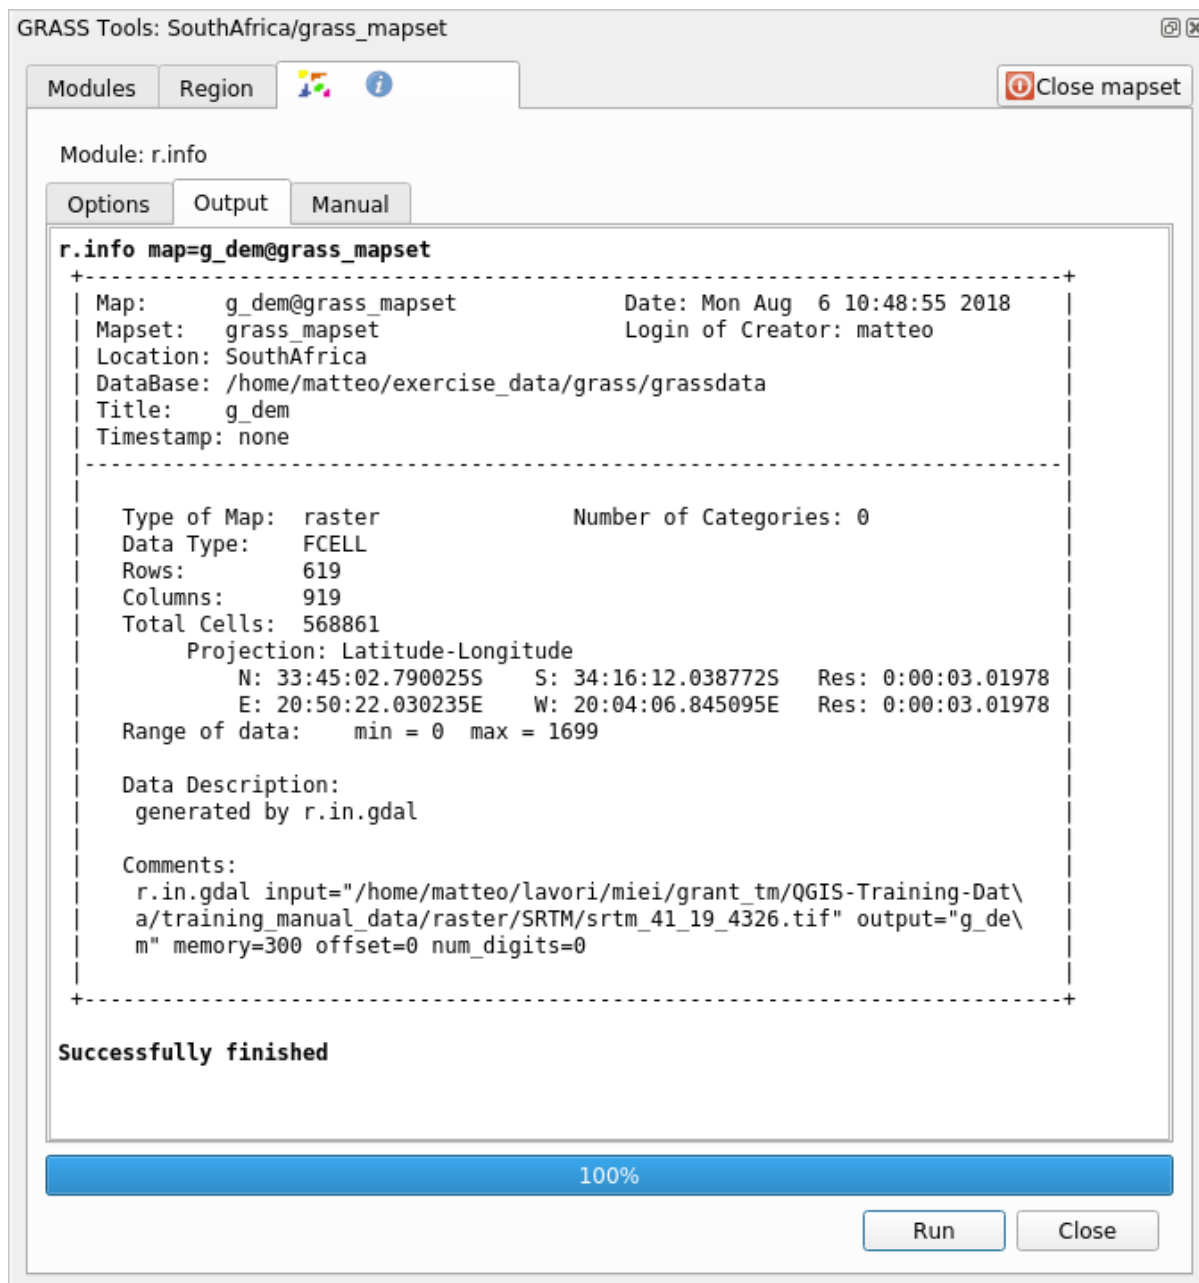 GRASS Tools: SouthAfrica/grass_mapset
Modules Region Close mapset
Module: r.info
Options Output Manual
r.info map=g_dem@grass_mapset
+----------------------------------------------------------------------------+
| Map:      g_dem@grass_mapset             Date: Mon Aug  6 10:48:55 2018    |
| Mapset:   grass_mapset                   Login of Creator: matteo          |
| Location: SouthAfrica                                                      |
| DataBase: /home/matteo/exercise_data/grass/grassdata                       |
| Title:    g_dem                                                            |
| Timestamp: none                                                            |
|----------------------------------------------------------------------------|
|                                                                            |
|   Type of Map:  raster               Number of Categories: 0               |
|   Data Type:    FCELL                                                      |
|   Rows:         619                                                        |
|   Columns:      919                                                        |
|   Total Cells:  568861                                                     |
|        Projection: Latitude-Longitude                                      |
|            N: 33:45:02.790025S    S: 34:16:12.038772S   Res: 0:00:03.01978 |
|            E: 20:50:22.030235E    W: 20:04:06.845095E   Res: 0:00:03.01978 |
|   Range of data:    min = 0  max = 1699                                    |
|                                                                            |
|   Data Description:                                                        |
|    generated by r.in.gdal                                                  |
|                                                                            |
|   Comments:                                                                |
|    r.in.gdal input="/home/matteo/lavori/miei/grant_tm/QGIS-Training-Dat\   |
|    a/training_manual_data/raster/SRTM/srtm_41_19_4326.tif" output="g_de\   |
|    m" memory=300 offset=0 num_digits=0                                     |
|                                                                            |
+----------------------------------------------------------------------------+
Successfully finished
100%
Run Close